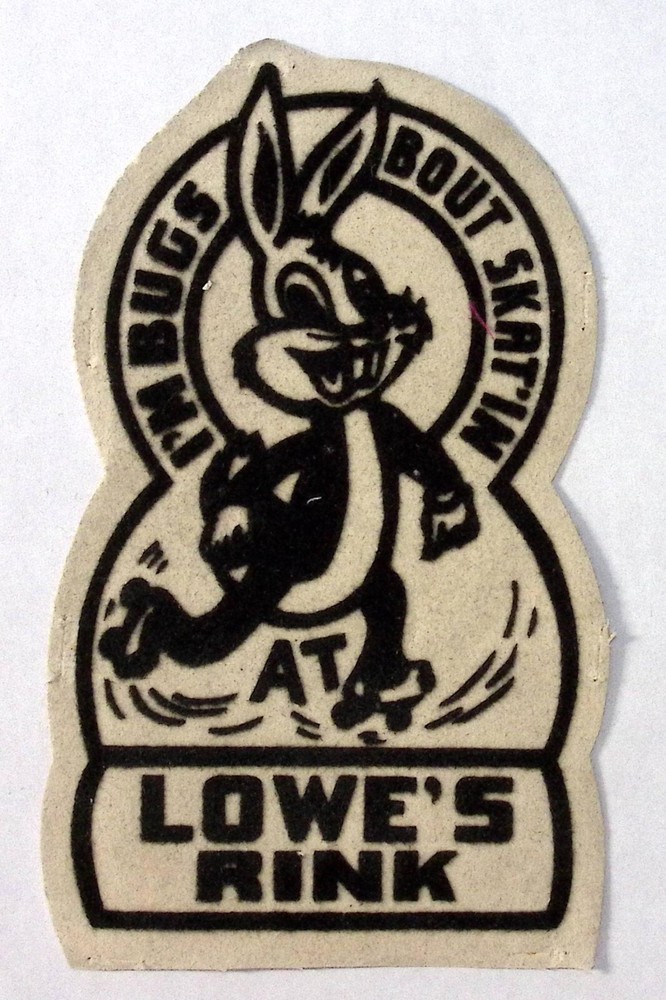 I'M BUGS BOUT SKAT'IN
AT
LOWE'S
RINK